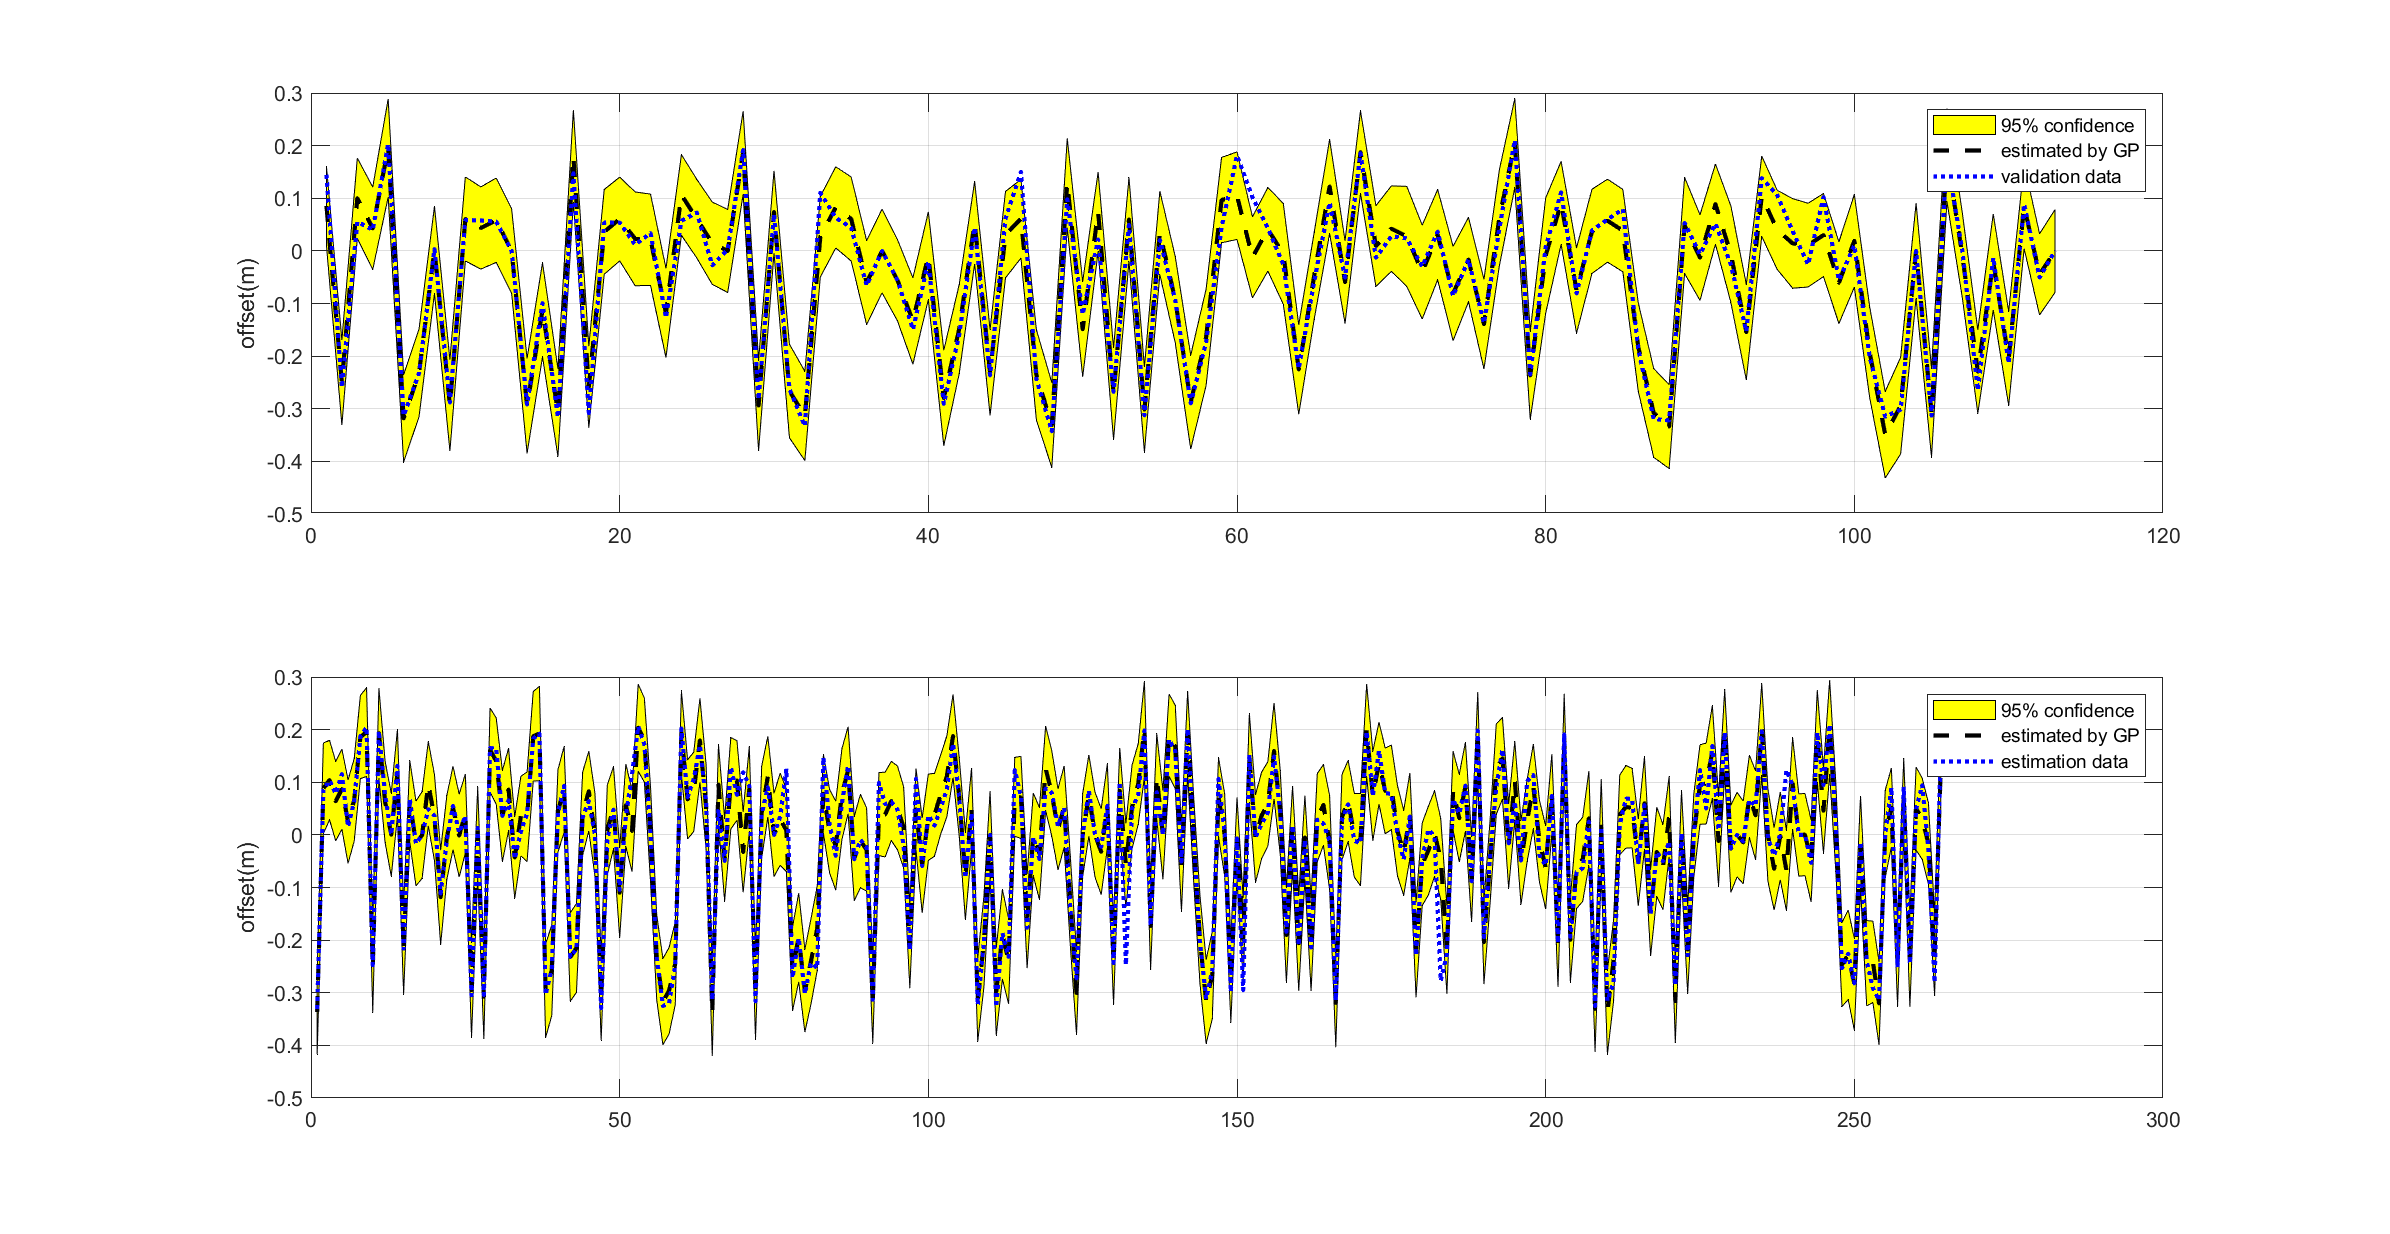 0.3
0.2
0.1
0
-0.1
-0.2
-0.3
-0.4
-0.5
offset(m)
95% confidence
estimated by GP
validation data
0 20 40 60 80 100 120
0.3
0.2
0.1
0
-0.1
-0.2
-0.3
-0.4
-0.5
offset(m)
95% confidence
estimated by GP
estimation data
0 50 100 150 200 250 300